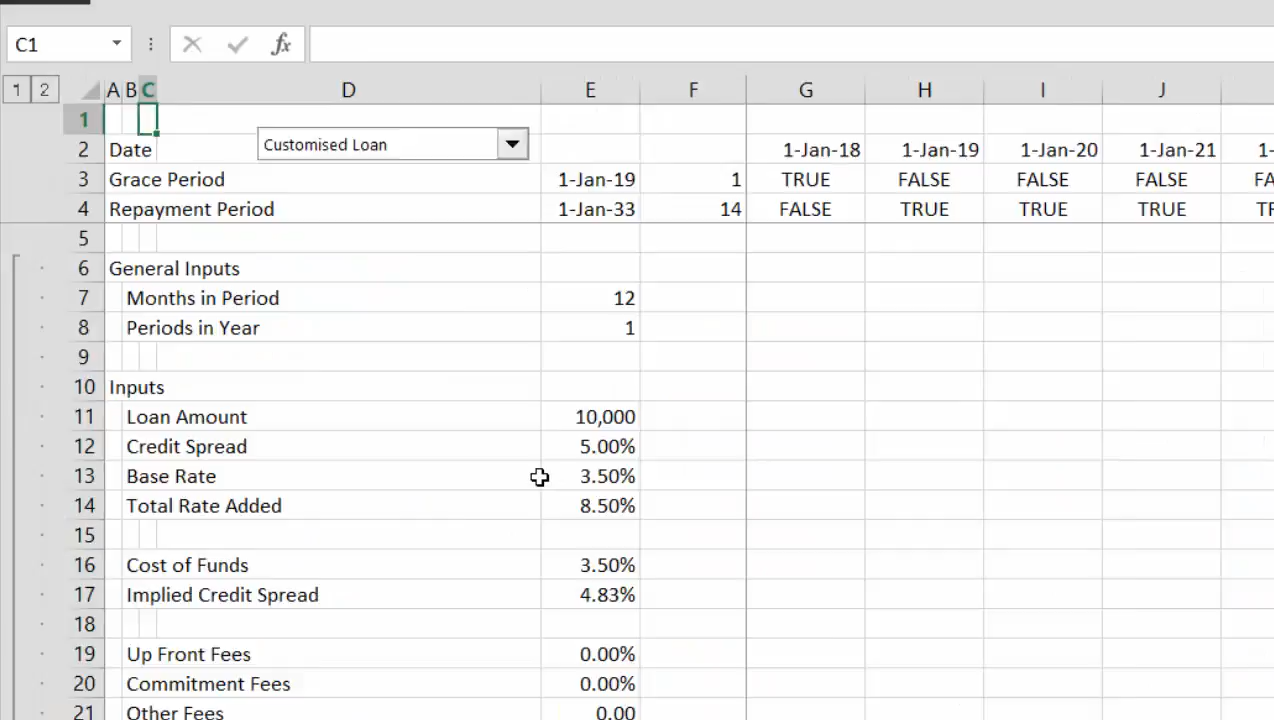 C1 fx
1 2 A B C D E F G H I J
1
Customised Loan
2 Date 1-Jan-18 1-Jan-19 1-Jan-20 1-Jan-21 1-
3 Grace Period 1-Jan-19 1 TRUE FALSE FALSE FALSE FA
4 Repayment Period 1-Jan-33 14 FALSE TRUE TRUE TRUE TR
5
6 General Inputs
7 Months in Period 12
8 Periods in Year 1
9
10 Inputs
11 Loan Amount 10,000
12 Credit Spread 5.00%
13 Base Rate 3.50%
14 Total Rate Added 8.50%
15
16 Cost of Funds 3.50%
17 Implied Credit Spread 4.83%
18
19 Up Front Fees 0.00%
20 Commitment Fees 0.00%
21 Other Fees 0.00